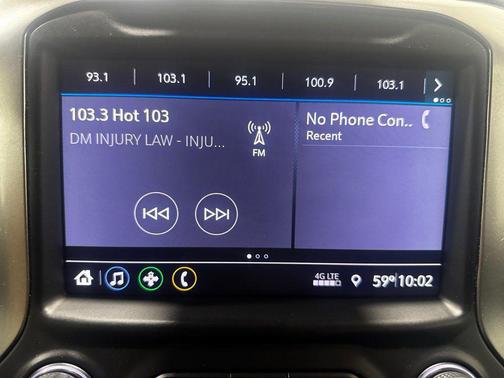 93.1 103.1 95.1 100.9 103.1
103.3 Hot 103
DM INJURY LAW - INJU...
FM
No Phone Con..
Recent
4G LTE
59° 10:02